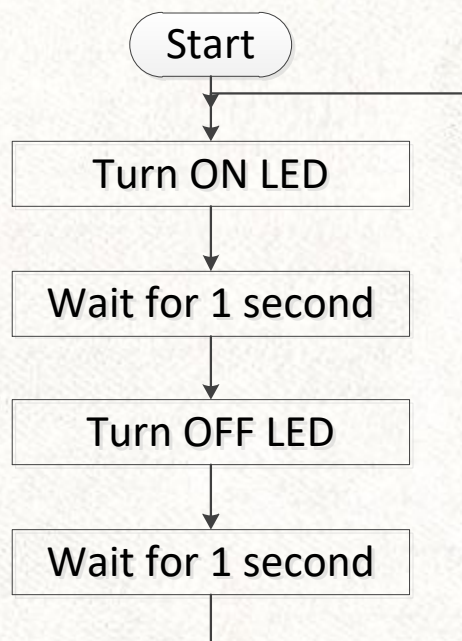 Start
Turn ON LED
Wait for 1 second
Turn OFF LED
Wait for 1 second